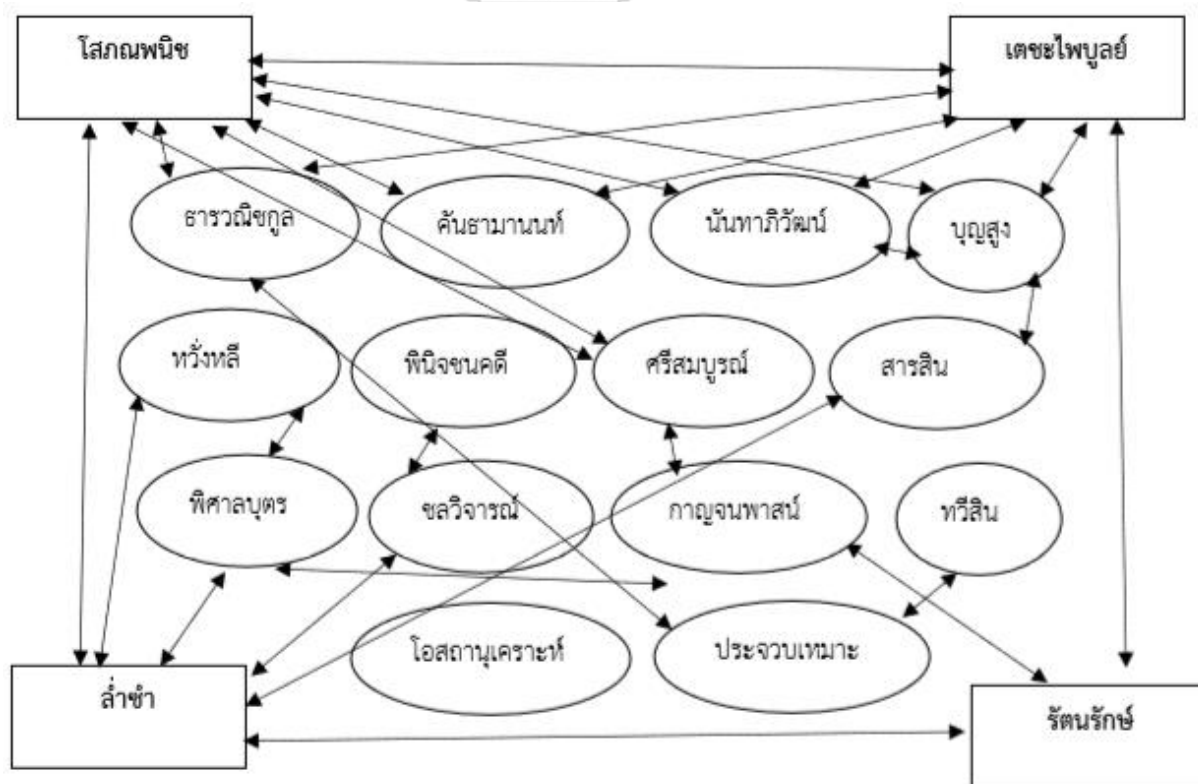 โสภณพนิช
เตชะไพบูลย์
ธารวณิชกูล
คันธามานนท์
นันทาภิวัฒน์
บุญสูง
ทวั่งหลี
พินิจชนคดี
ศรีสมบูรณ์
สารสิน
พิศาลบุตร
ชลวิจารณ์
กาญจนพาสน์
ทวีสิน
โอสถานุเคราะห์
ประจวบเหมาะ
ล่ำซำ
รัตนรักษ์